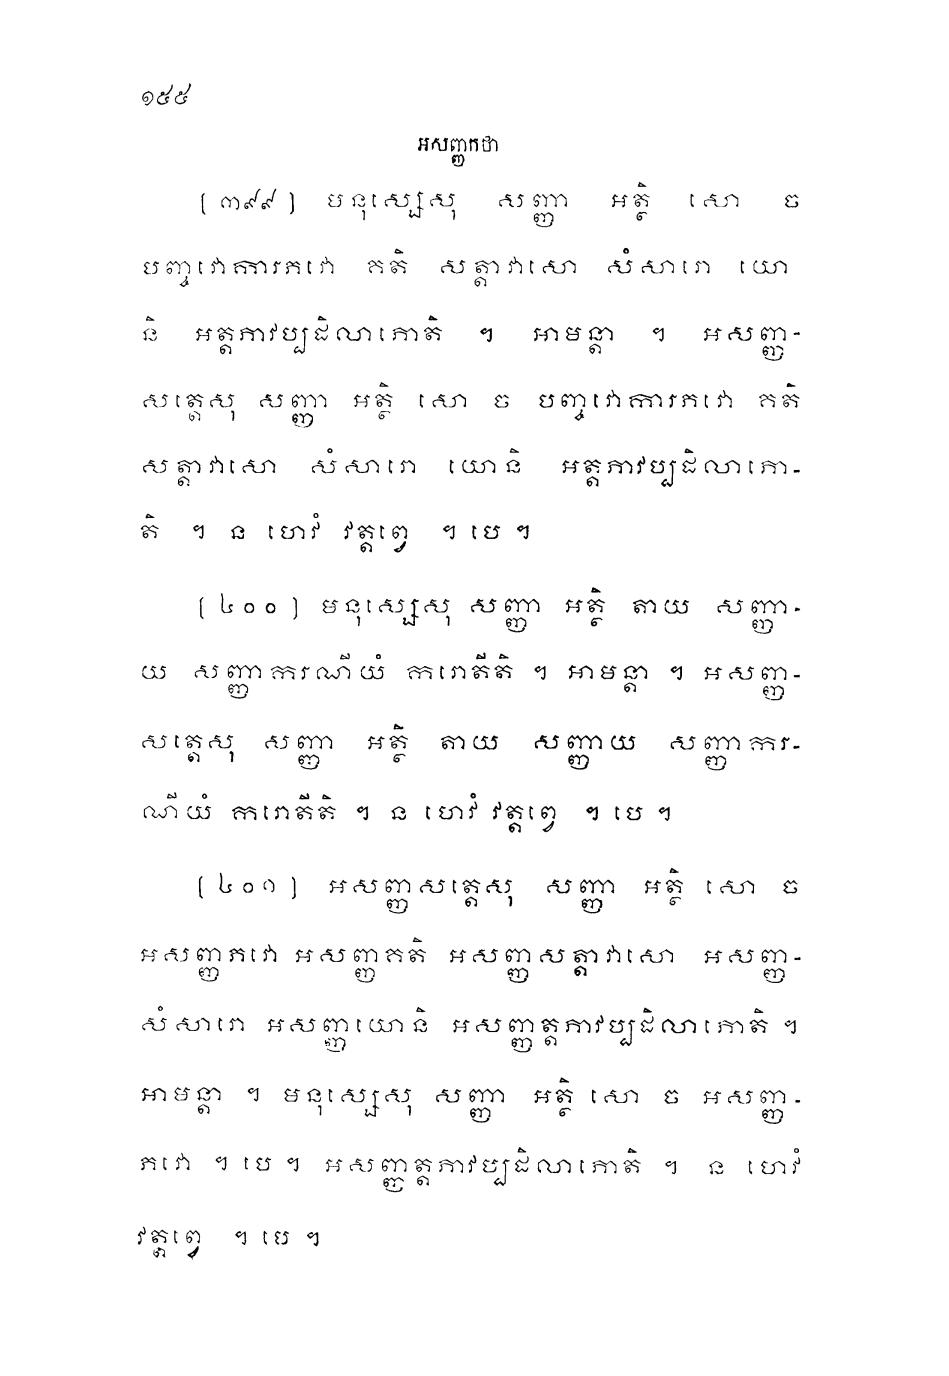 ១៥៥
អសញ្ញកថា
(៣៩៩) មនុស្សេសុ សញ្ញា អត្ថិ សោ ច
បញ្ចវោការភវោ គតិ សត្តាវាសោ សំសារោ យោ
និ អត្តភាវប្បដិលាភោតិ ។ អាមន្តា ។ អសញ្ញ-
សត្តេសុ សញ្ញា អត្ថិ សោ ច បញ្ចវោការភវោ គតិ
សត្តាវាសោ សំសារោ យោនិ អត្តភាវប្បដិលាភោ-
តិ ។ ន ហេវំ វត្តព្វេ ។ បេ ។
(៤០០) មនុស្សេសុ សញ្ញា អត្ថិ តាយ សញ្ញា-
យ សញ្ញាករណីយំ ករោតីតិ ។ អាមន្តា ។ អសញ្ញ-
សត្តេសុ សញ្ញា អត្ថិ តាយ សញ្ញាយ សញ្ញាករ-
ណីយំ ករោតីតិ ។ ន ហេវំ វត្តព្វេ ។ បេ ។
(៤០១) អសញ្ញសត្តេសុ សញ្ញា អត្ថិ សោ ច
អសញ្ញភវោ អសញ្ញគតិ អសញ្ញសត្តាវាសោ អសញ្ញ-
សំសារោ អសញ្ញយោនិ អសញ្ញត្តភាវប្បដិលាភោតិ ។
អាមន្តា ។ មនុស្សេសុ សញ្ញា អត្ថិ សោ ច អសញ្ញ-
ភវោ ។ បេ ។ អសញ្ញត្តភាវប្បដិលាភោតិ ។ ន ហេវំ
វត្តព្វេ ។ បេ ។